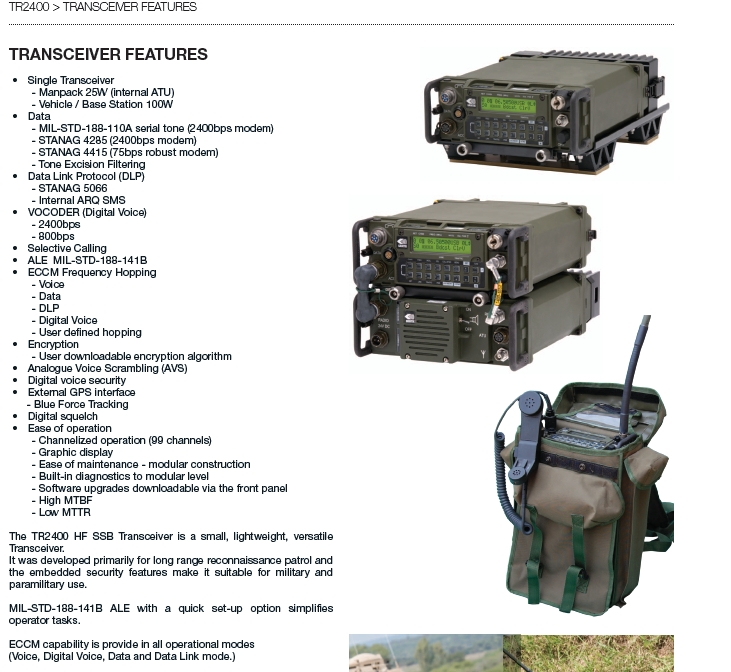 TR2400 > TRANSCEIVER FEATURES
TRANSCEIVER FEATURES
• Single Transceiver
- Manpack 25W (internal ATU)
- Vehicle / Base Station 100W
• Data
- MIL-STD-188-110A serial tone (2400bps modem)
- STANAG 4285 (2400bps modem)
- STANAG 4415 (75bps robust modem)
- Tone Excision Filtering
• Data Link Protocol (DLP)
- STANAG 5066
- Internal ARQ SMS
• VOCODER (Digital Voice)
- 2400bps
- 800bps
• Selective Calling
• ALE MIL-STD-188-141B
• ECCM Frequency Hopping
- Voice
- Data
- DLP
- Digital Voice
- User defined hopping
• Encryption
- User downloadable encryption algorithm
• Analogue Voice Scrambling (AVS)
• Digital voice security
• External GPS interface
- Blue Force Tracking
• Digital squelch
• Ease of operation
- Channelized operation (99 channels)
- Graphic display
- Ease of maintenance - modular construction
- Built-in diagnostics to modular level
- Software upgrades downloadable via the front panel
- High MTBF
- Low MTTR
The TR2400 HF SSB Transceiver is a small, lightweight, versatile
Transceiver.
It was developed primarily for long range reconnaissance patrol and
the embedded security features make it suitable for military and
paramilitary use.
MIL-STD-188-141B ALE with a quick set-up option simplifies
operator tasks.
ECCM capability is provide in all operational modes
(Voice, Digital Voice, Data and Data Link mode.)
RADIO
ON
OFF
ATU